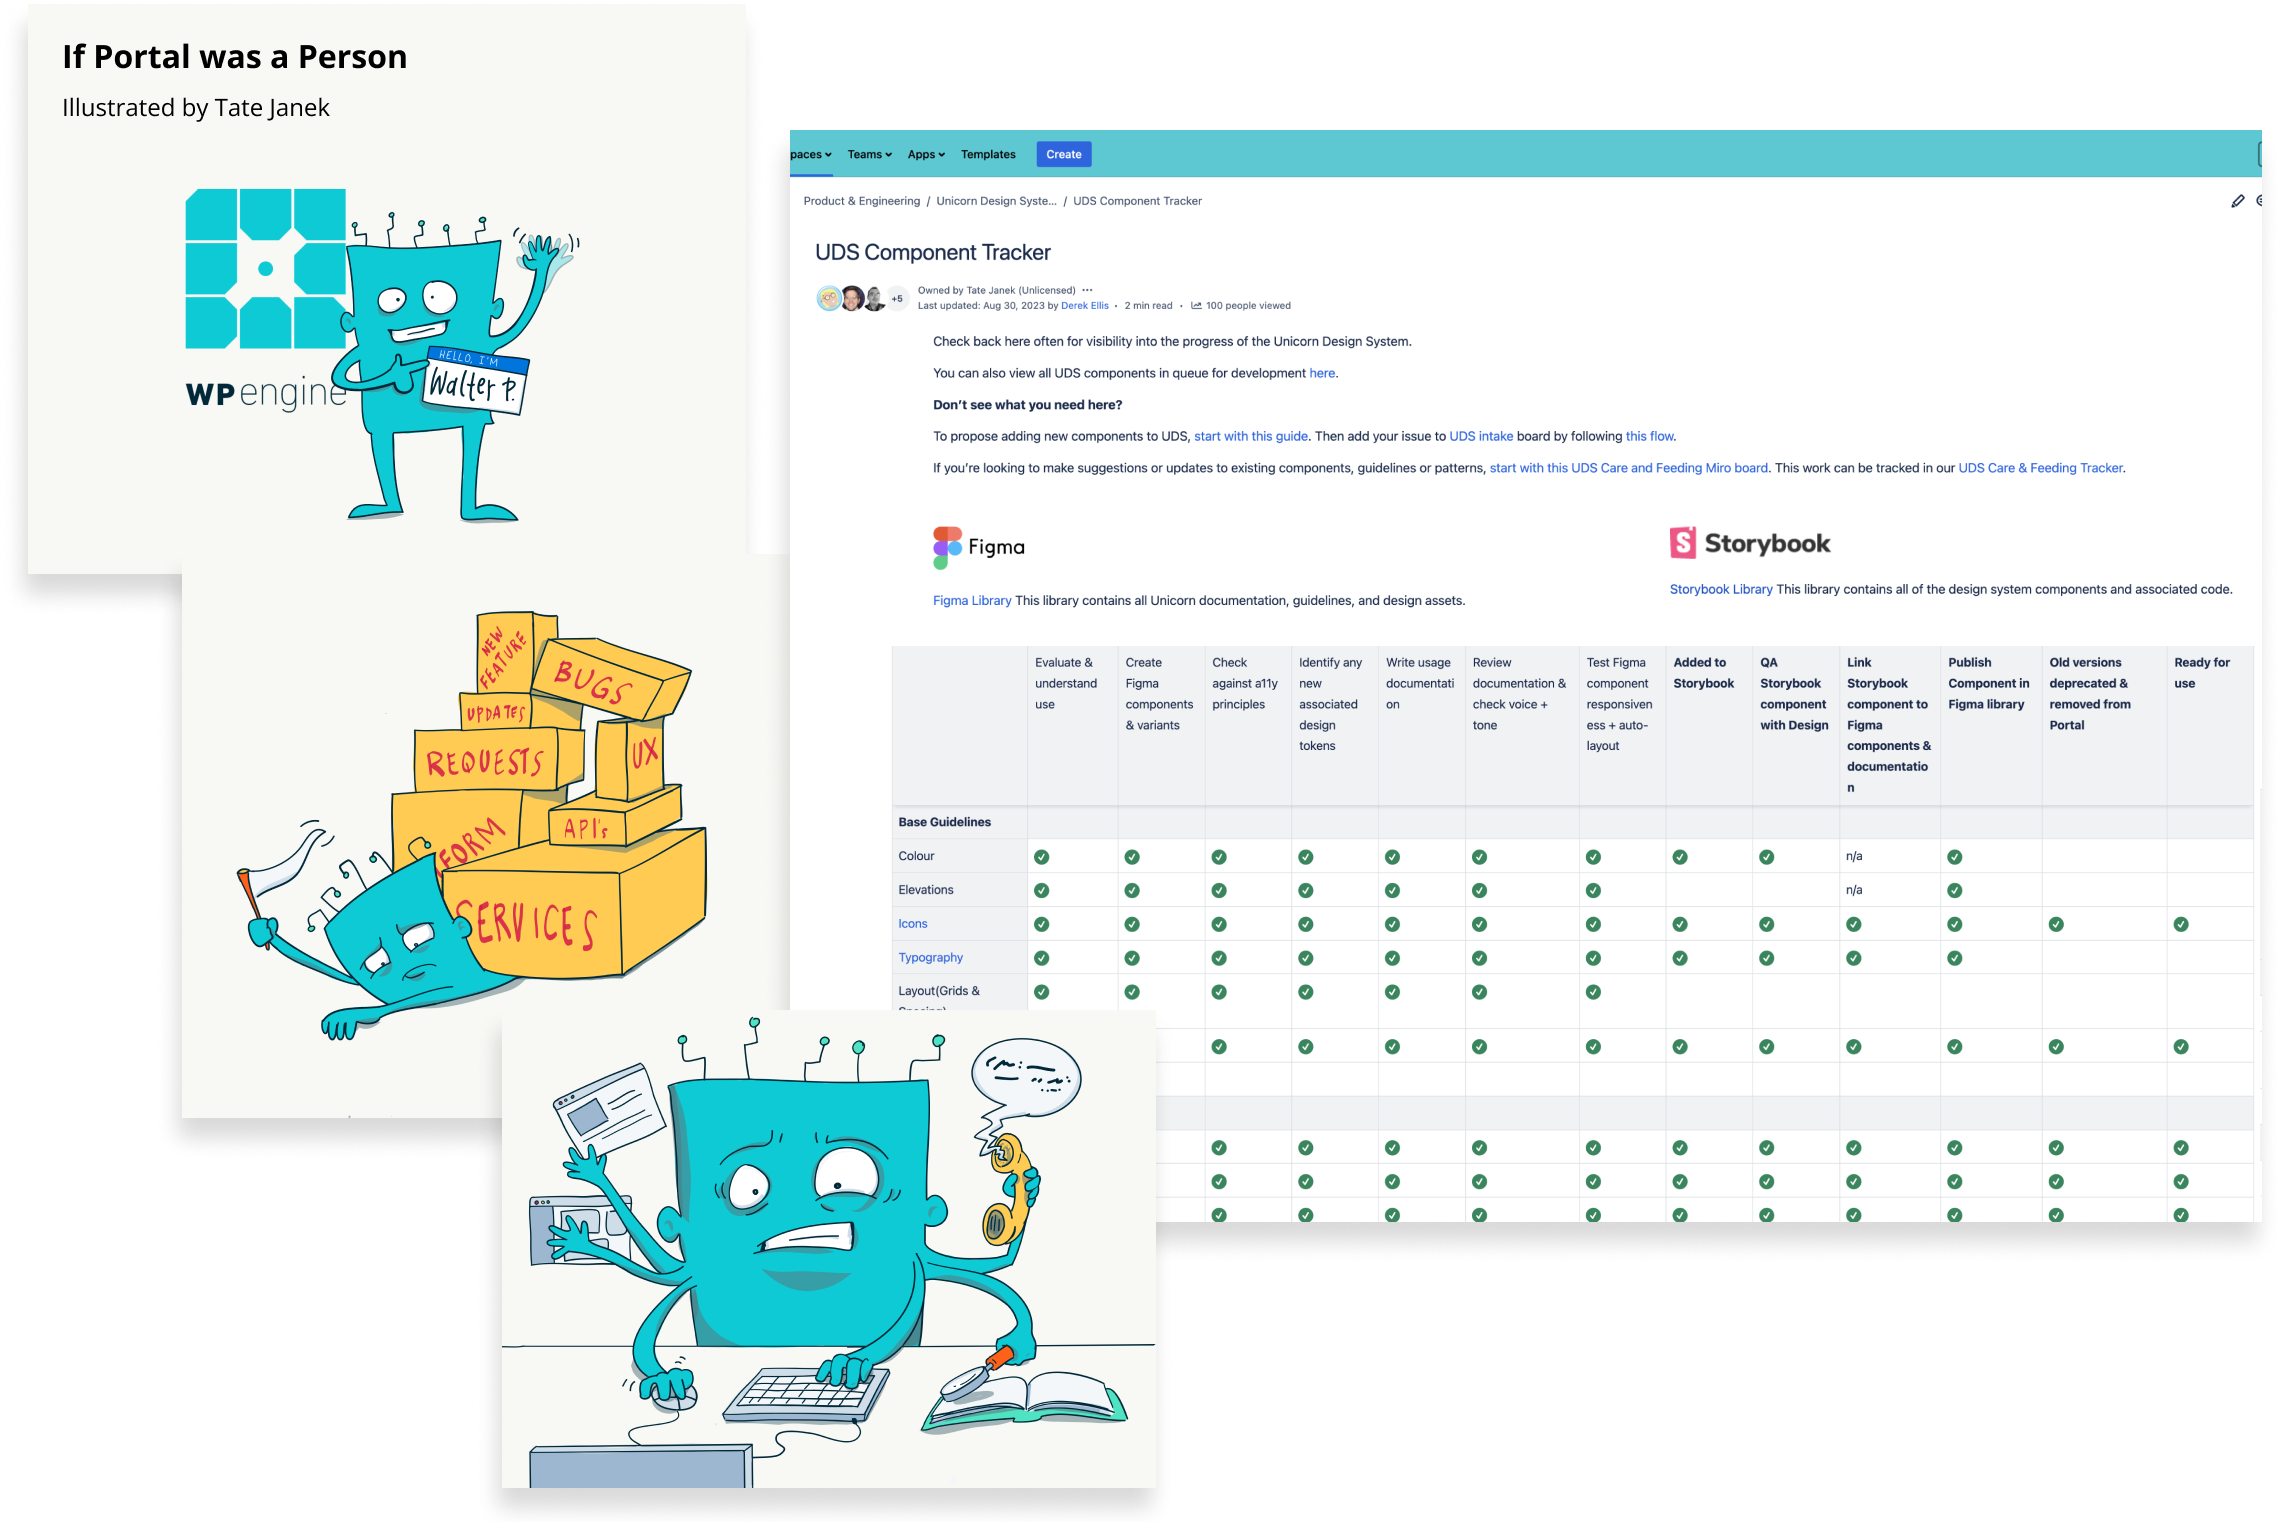 If Portal was a Person
Illustrated by Tate Janek
WP engine
HELLO, I'M
Walter P.
NEW FEATURE
BUGS
UPDATES
REQUESTS
UX
API's
FORM
SERVICES
paces
Teams
Apps
Templates
Create
Product & Engineering / Unicorn Design Syste... / UDS Component Tracker
UDS Component Tracker
+5
Owned by Tate Janek (Unlicensed)
Last updated: Aug 30, 2023 by Derek Ellis • 2 min read • 100 people viewed
Check back here often for visibility into the progress of the Unicorn Design System.
You can also view all UDS components in queue for development here.
Don't see what you need here?
To propose adding new components to UDS, start with this guide. Then add your issue to UDS intake board by following this flow.
If you're looking to make suggestions or updates to existing components, guidelines or patterns, start with this UDS Care and Feeding Miro board. This work can be tracked in our UDS Care & Feeding Tracker.
Figma
Figma Library This library contains all Unicorn documentation, guidelines, and design assets.
Storybook
Storybook Library This library contains all of the design system components and associated code.
Evaluate &
understand
use
Create
Figma
components
& variants
Check
against a11y
principles
Identify any
new
associated
design
tokens
Write usage
documentati
on
Review
documentation &
check voice +
tone
Test Figma
component
responsiven
ess + auto-
layout
Added to
Storybook
QA
Storybook
component
with Design
Link
Storybook
component to
Figma
components &
documentatio
n
Publish
Component in
Figma library
Old versions
deprecated &
removed from
Portal
Ready for
use
Base Guidelines
Colour
n/a
Elevations
n/a
Icons
Typography
Layout(Grids &